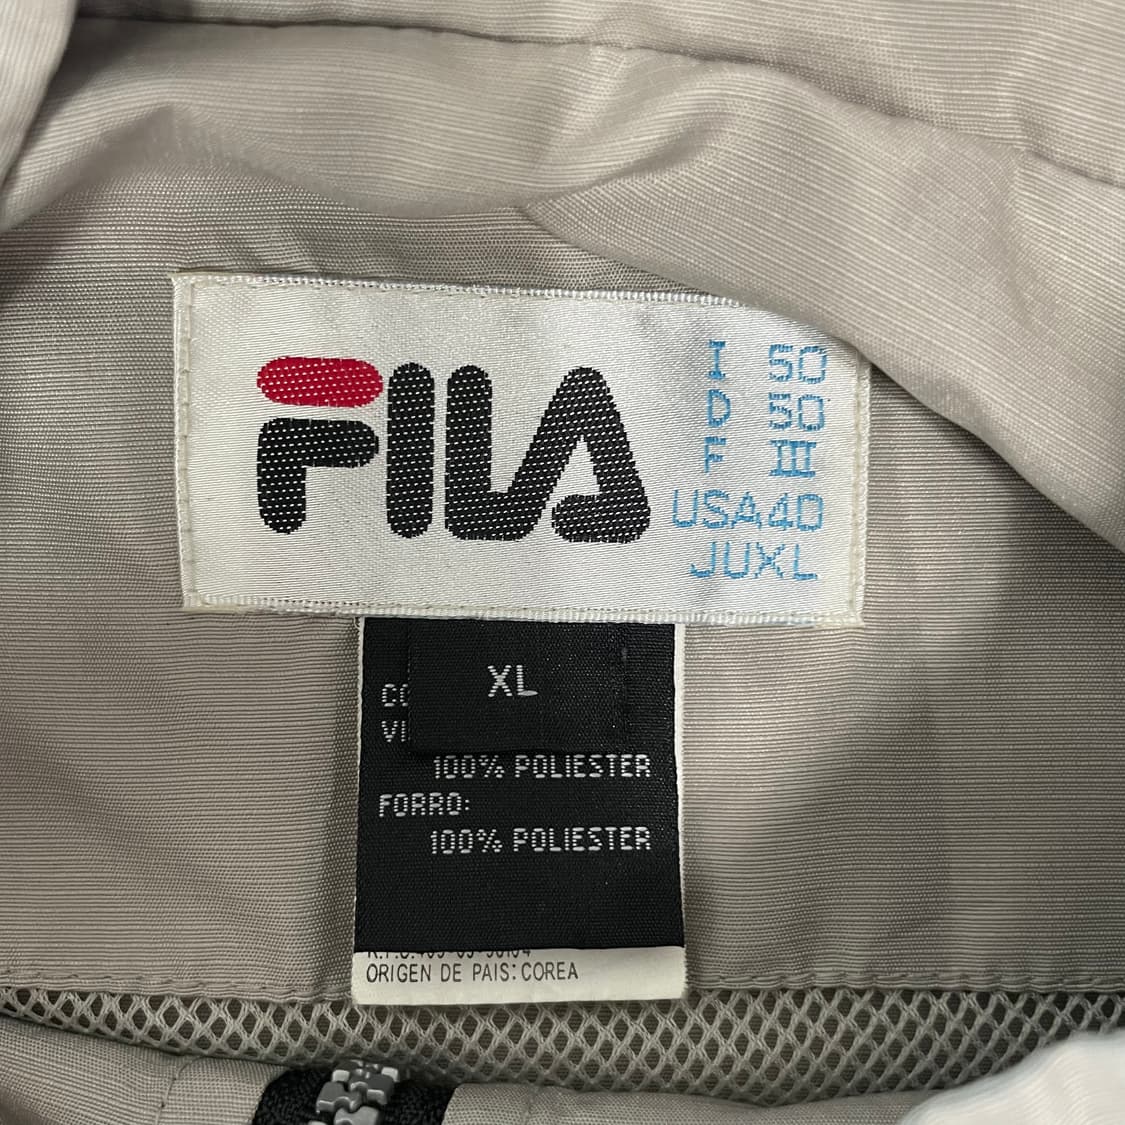 FILA
I 50
D 50
F III
USA40
JUXL
XL
100% POLIESTER
FORRO:
100% POLIESTER
ORIGEN DE PAIS: COREA